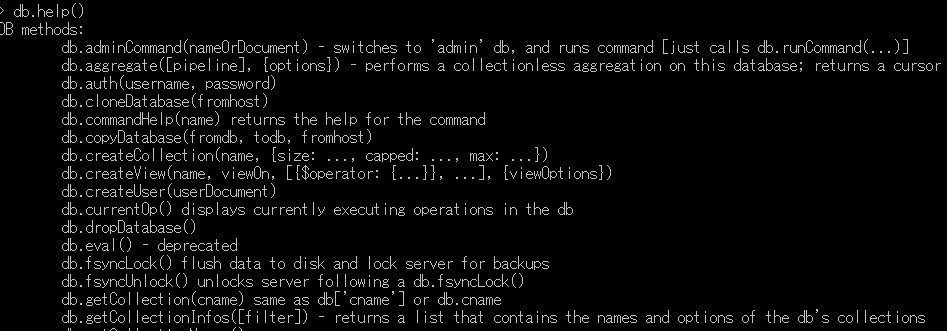 > db.help()
DB methods:
db.adminCommand(nameOrDocument) - switches to 'admin' db, and runs command [just calls db.runCommand(...)]
db.aggregate([pipeline], {options}) - performs a collectionless aggregation on this database; returns a cursor
db.auth(username, password)
db.cloneDatabase(fromhost)
db.commandHelp(name) returns the help for the command
db.copyDatabase(fromdb, todb, fromhost)
db.createCollection(name, {size: ..., capped: ..., max: ...})
db.createView(name, viewOn, [{$operator: {...}}, ...], {viewOptions})
db.createUser(userDocument)
db.currentOp() displays currently executing operations in the db
db.dropDatabase()
db.eval() - deprecated
db.fsyncLock() flush data to disk and lock server for backups
db.fsyncUnlock() unlocks server following a db.fsyncLock()
db.getCollection(cname) same as db['cname'] or db.cname
db.getCollectionInfos([filter]) - returns a list that contains the names and options of the db's collections